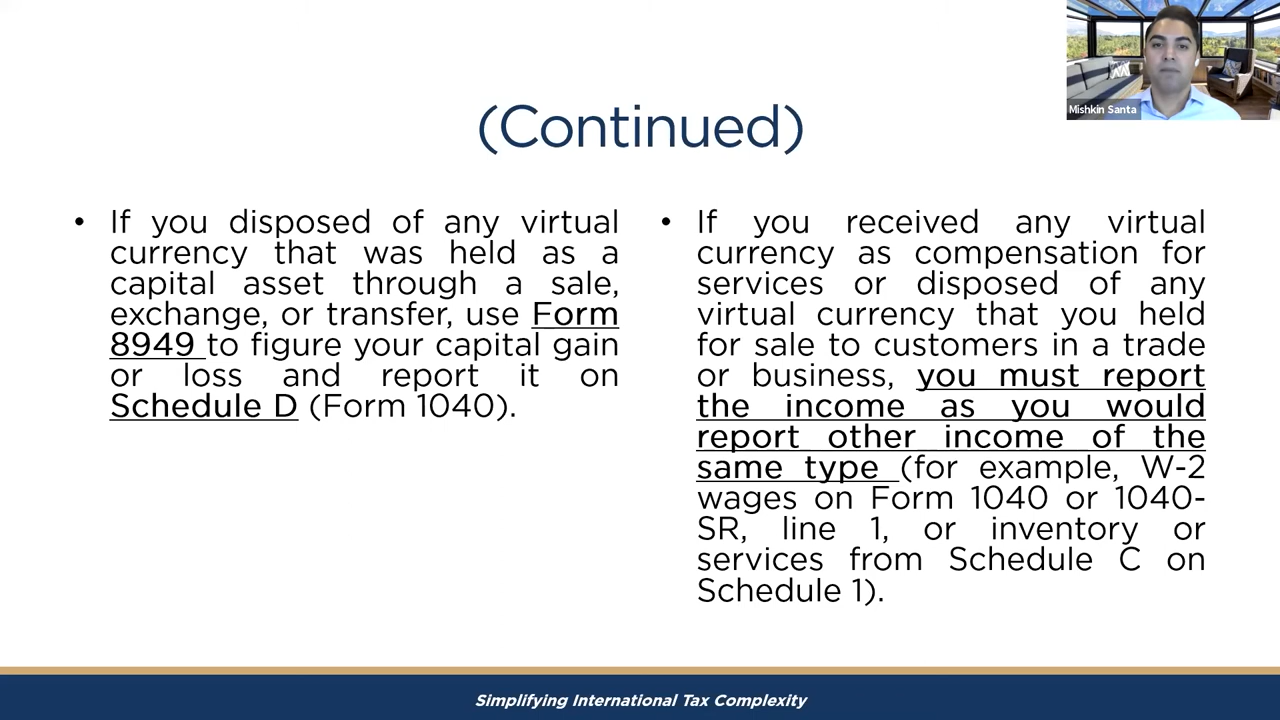 Mishkin Santa
(Continued)
• If you disposed of any virtual
currency that was held as a
capital asset through a sale,
exchange, or transfer, use Form
8949 to figure your capital gain
or loss and report it on
Schedule D (Form 1040).
• If you received any virtual
currency as compensation for
services or disposed of any
virtual currency that you held
for sale to customers in a trade
or business, you must report
the income as you would
report other income of the
same type (for example, W-2
wages on Form 1040 or 1040-
SR, line 1, or inventory or
services from Schedule C on
Schedule 1).
Simplifying International Tax Complexity